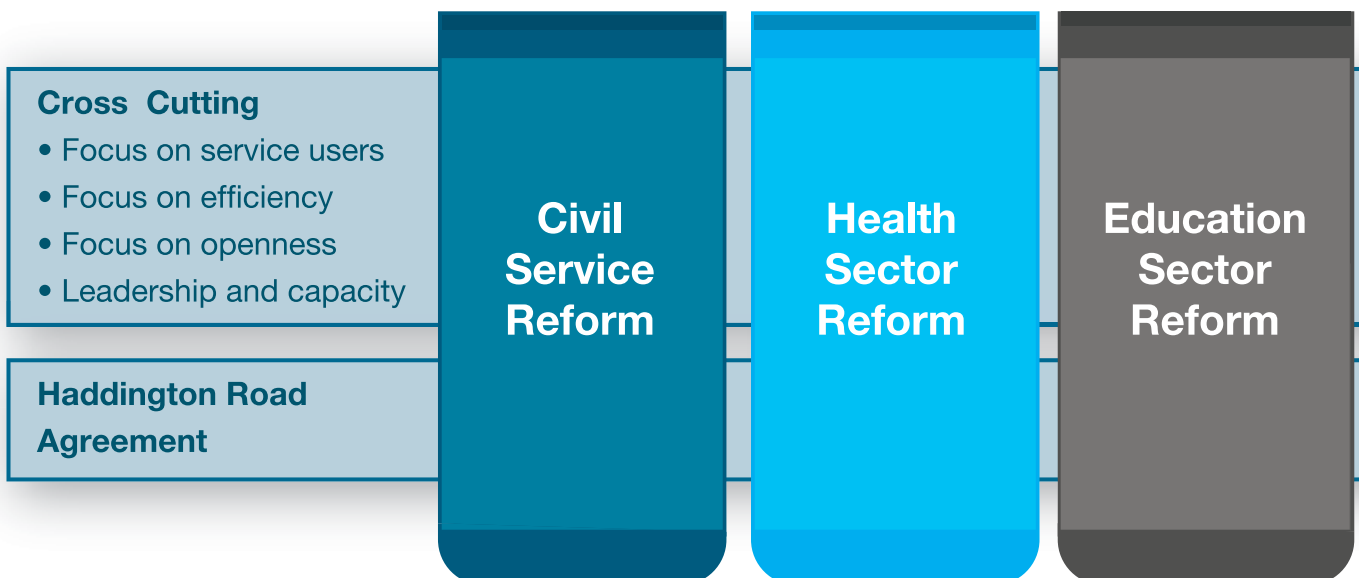 Cross Cutting
• Focus on service users
• Focus on efficiency
• Focus on openness
• Leadership and capacity
Haddington Road
Agreement
Civil
Service
Reform
Health
Sector
Reform
Education
Sector
Reform